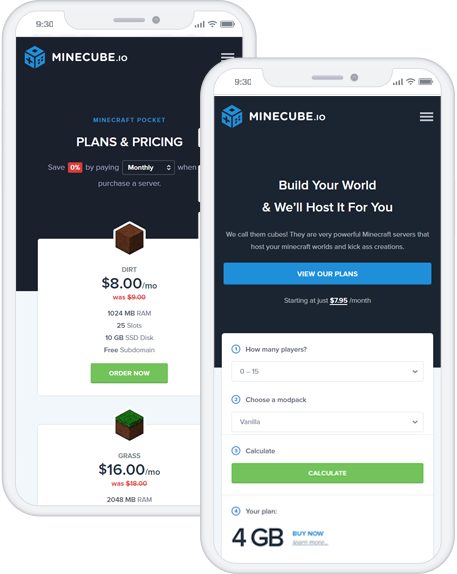 9:30
MINECUBE.IO
MINECRAFT POCKET
PLANS & PRICING
Save 0% by paying Monthly when
purchase a server.
DIRT
$8.00/mo
was $9.00
1024 MB RAM
25 Slots
10 GB SSD Disk
Free Subdomain
ORDER NOW
GRASS
$16.00/mo
was $18.00
2048 MB RAM
9:30
MINECUBE.IO
Build Your World
& We'll Host It For You
We call them cubes! They are very powerful Minecraft servers that
host your minecraft worlds and kick ass creations.
VIEW OUR PLANS
Starting at just $7.95 /month
1 How many players?
0 – 15
2 Choose a modpack
Vanilla
3 Calculate
CALCULATE
Your plan:
4 GB
BUY NOW
learn more...